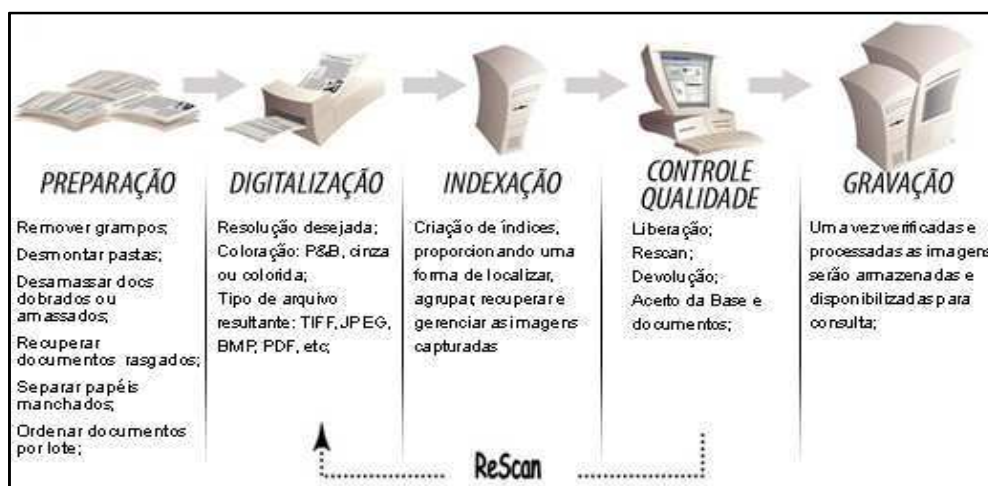 PREPARAÇÃO
Remover grampos;
Desmontar pastas;
Desamassar docs
dobrados ou
amassados;
Recuperar
documentos rasgados;
Separar papéis
manchados;
Ordenar documentos
por lote;
DIGITALIZAÇÃO
Resolução desejada;
Coloração: P&B, cinza
ou colorida;
Tipo de arquivo
resultante: TIFF, JPEG,
BMP, PDF, etc;
INDEXAÇÃO
Criação de índices,
proporcionando uma
forma de localizar,
agrupar, recuperar e
gerenciar as imagens
capturadas
CONTROLE
QUALIDADE
Liberação;
Rescan;
Devolução;
Acerto da Base e
documentos;
GRAVAÇÃO
Uma vez verificadas e
processadas as imagens
serão armazenadas e
disponibilizadas para
consulta;
ReScan